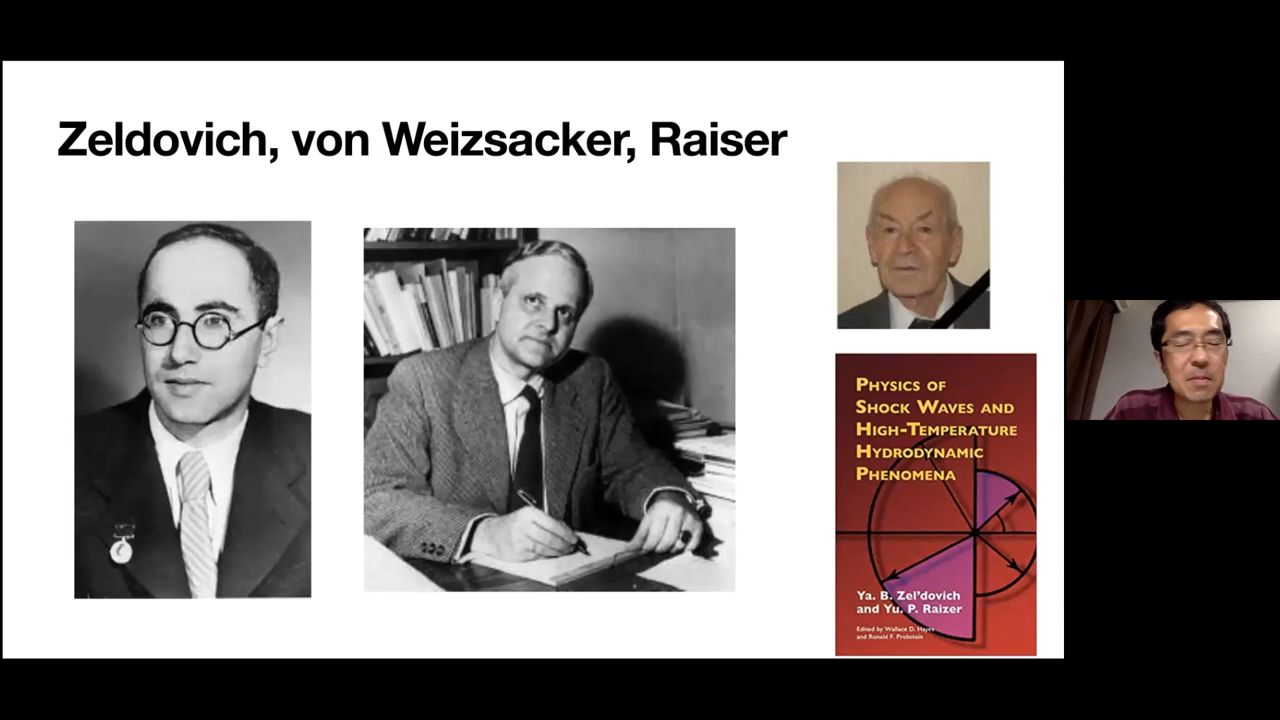 Zeldovich, von Weizsacker, Raiser
PHYSICS OF
SHOCK WAVES AND
HIGH-TEMPERATURE
HYDRODYNAMIC
PHENOMENA
Ya. B. Zel'dovich
and Yu. P. Raizer
Edited by Wallace D. Hayes
and Ronald F. Probstein